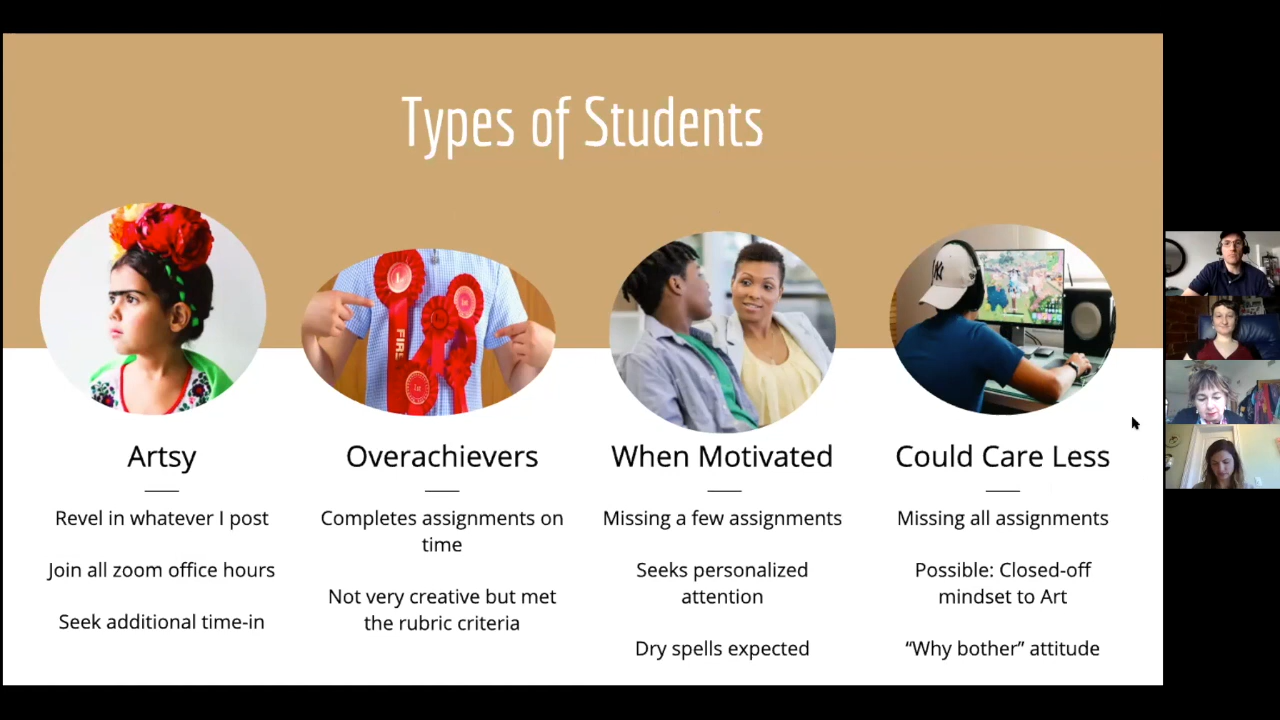 Types of Students
FIRS
Artsy
Revel in whatever I post
Join all zoom office hours
Seek additional time-in
Overachievers
Completes assignments on
time
Not very creative but met
the rubric criteria
When Motivated
Missing a few assignments
Seeks personalized
attention
Dry spells expected
Could Care Less
Missing all assignments
Possible: Closed-off
mindset to Art
“Why bother” attitude